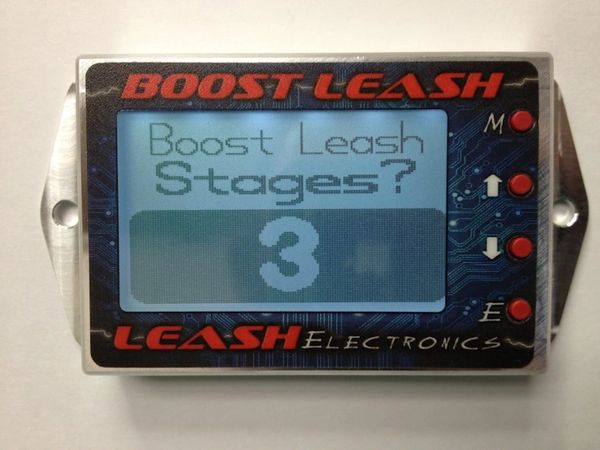 BOOST LEASH
Boost Leash
Stages?
3
M
E
LEASH ELECTRONICS